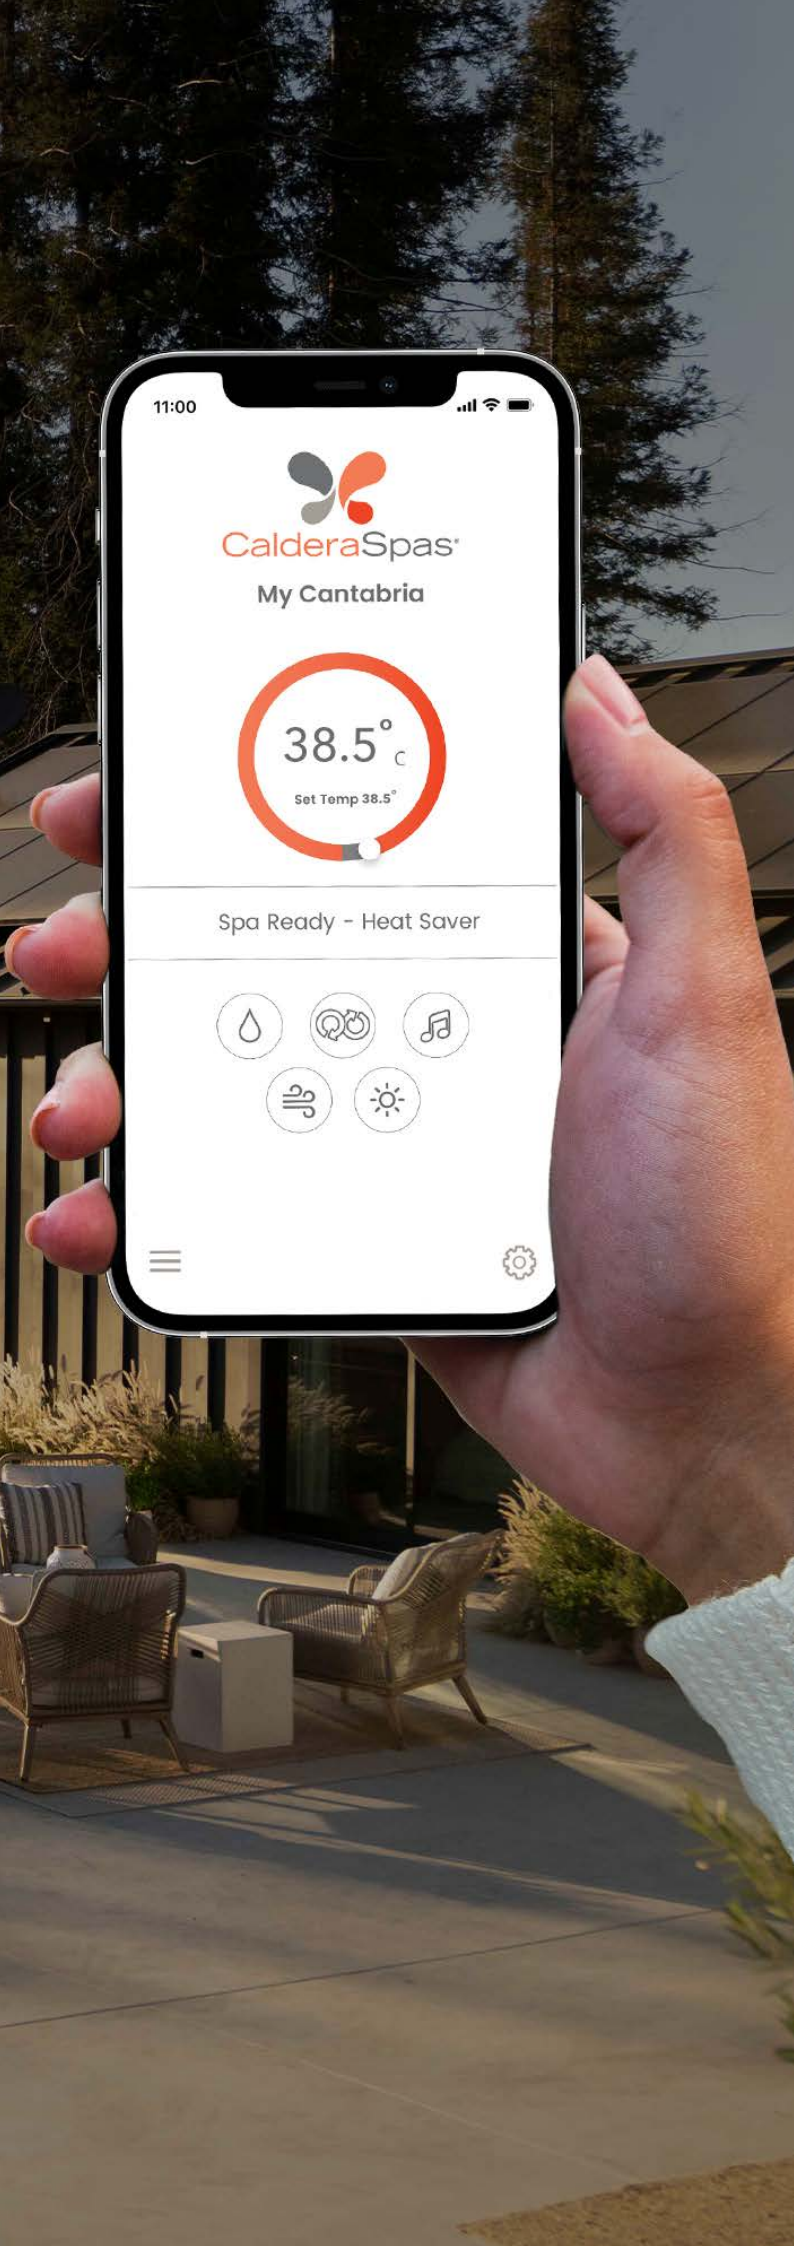 11:00
CalderaSpas®
My Cantabria
38.5° C
Set Temp 38.5°
Spa Ready - Heat Saver